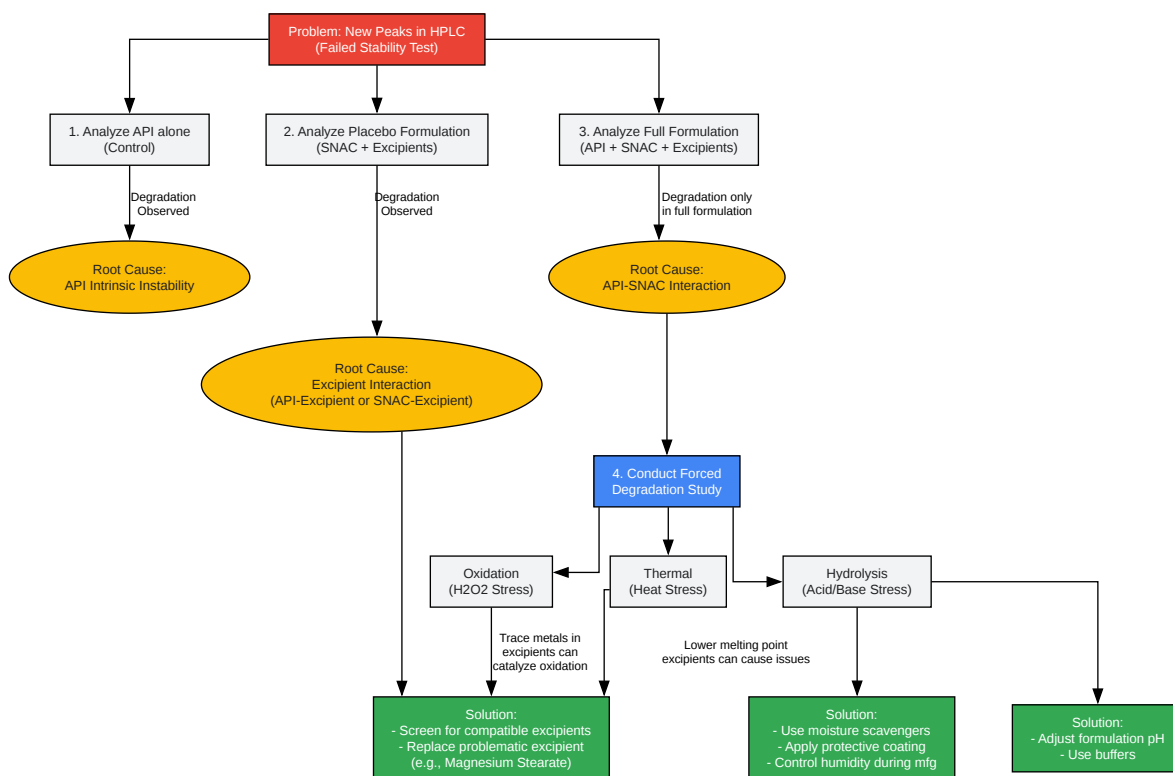 Problem: New Peaks in HPLC
(Failed Stability Test)
1. Analyze API alone
(Control)
2. Analyze Placebo Formulation
(SNAC + Excipients)
3. Analyze Full Formulation
(API + SNAC + Excipients)
Degradation
Observed
Degradation
Observed
Degradation only
in full formulation
Root Cause:
API Intrinsic Instability
Root Cause:
API-SNAC Interaction
Root Cause:
Excipient Interaction
(API-Excipient or SNAC-Excipient)
4. Conduct Forced
Degradation Study
Oxidation
(H2O2 Stress)
Thermal
(Heat Stress)
Hydrolysis
(Acid/Base Stress)
Trace metals in
excipients can
catalyze oxidation
Lower melting point
excipients can cause issues
Solution:
- Screen for compatible excipients
- Replace problematic excipient
(e.g., Magnesium Stearate)
Solution:
- Use moisture scavengers
- Apply protective coating
- Control humidity during mfg
Solution:
- Adjust formulation pH
- Use buffers